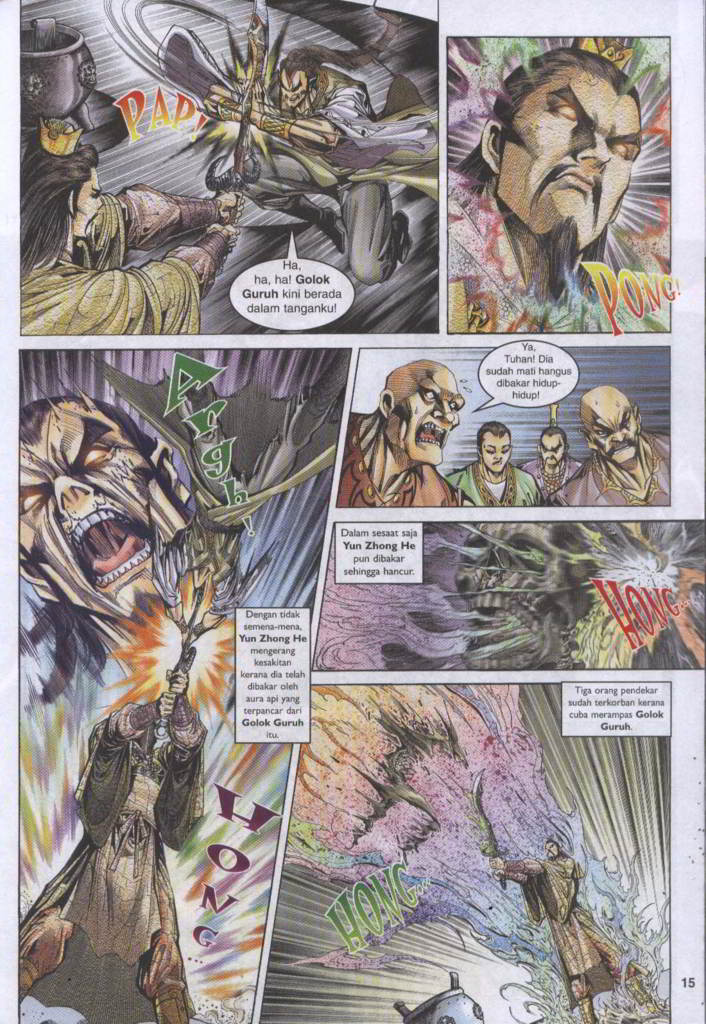 PAP!
Ha,
ha, ha! Golok
Guruh kini berada
dalam tanganku!
PONG!
Argh!
Ya,
Tuhan! Dia
sudah mati hangus
dibakar hidup-
hidup!
Dengan tidak
semena-mena,
Yun Zhong He
mengerang
kesakitan
kerana dia telah
dibakar oleh
aura api yang
terpancar dari
Golok Guruh
itu.
HONG...
Dalam sesaat saja
Yun Zhong He
pun dibakar
sehingga hancur.
HONG...
Tiga orang pendekar
sudah terkorban kerana
cuba merampas Golok
Guruh.
HONG...
15